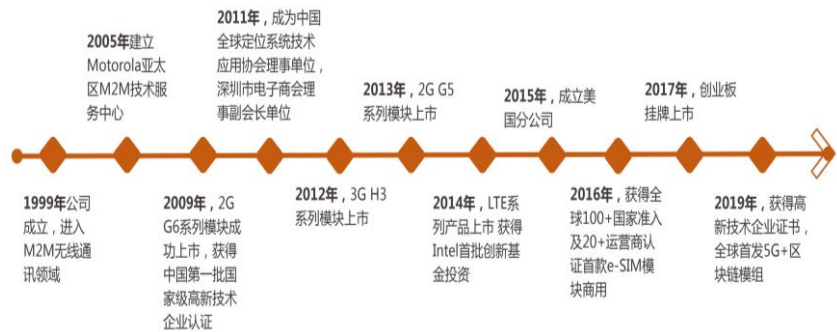 1999年公司
成立，进入
M2M无线通
讯领域
2005年建立
Motorola亚太
区M2M技术服
务中心
2009年，2G
G6系列模块成
功上市，获得
中国第一批国
家级高新技术
企业认证
2011年，成为中国
全球定位系统技术
应用协会理事单位，
深圳市电子商会理
事副会长单位
2012年，3G H3
系列模块上市
2013年，2G G5
系列模块上市
2014年，LTE系
列产品上市 获得
Intel首批创新基
金投资
2015年，成立美
国分公司
2016年，获得全
球100+国家准入
及20+运营商认
证首款e-SIM模
块商用
2017年，创业板
挂牌上市
2019年，获得高
新技术企业证书，
全球首发5G+区
块链模组